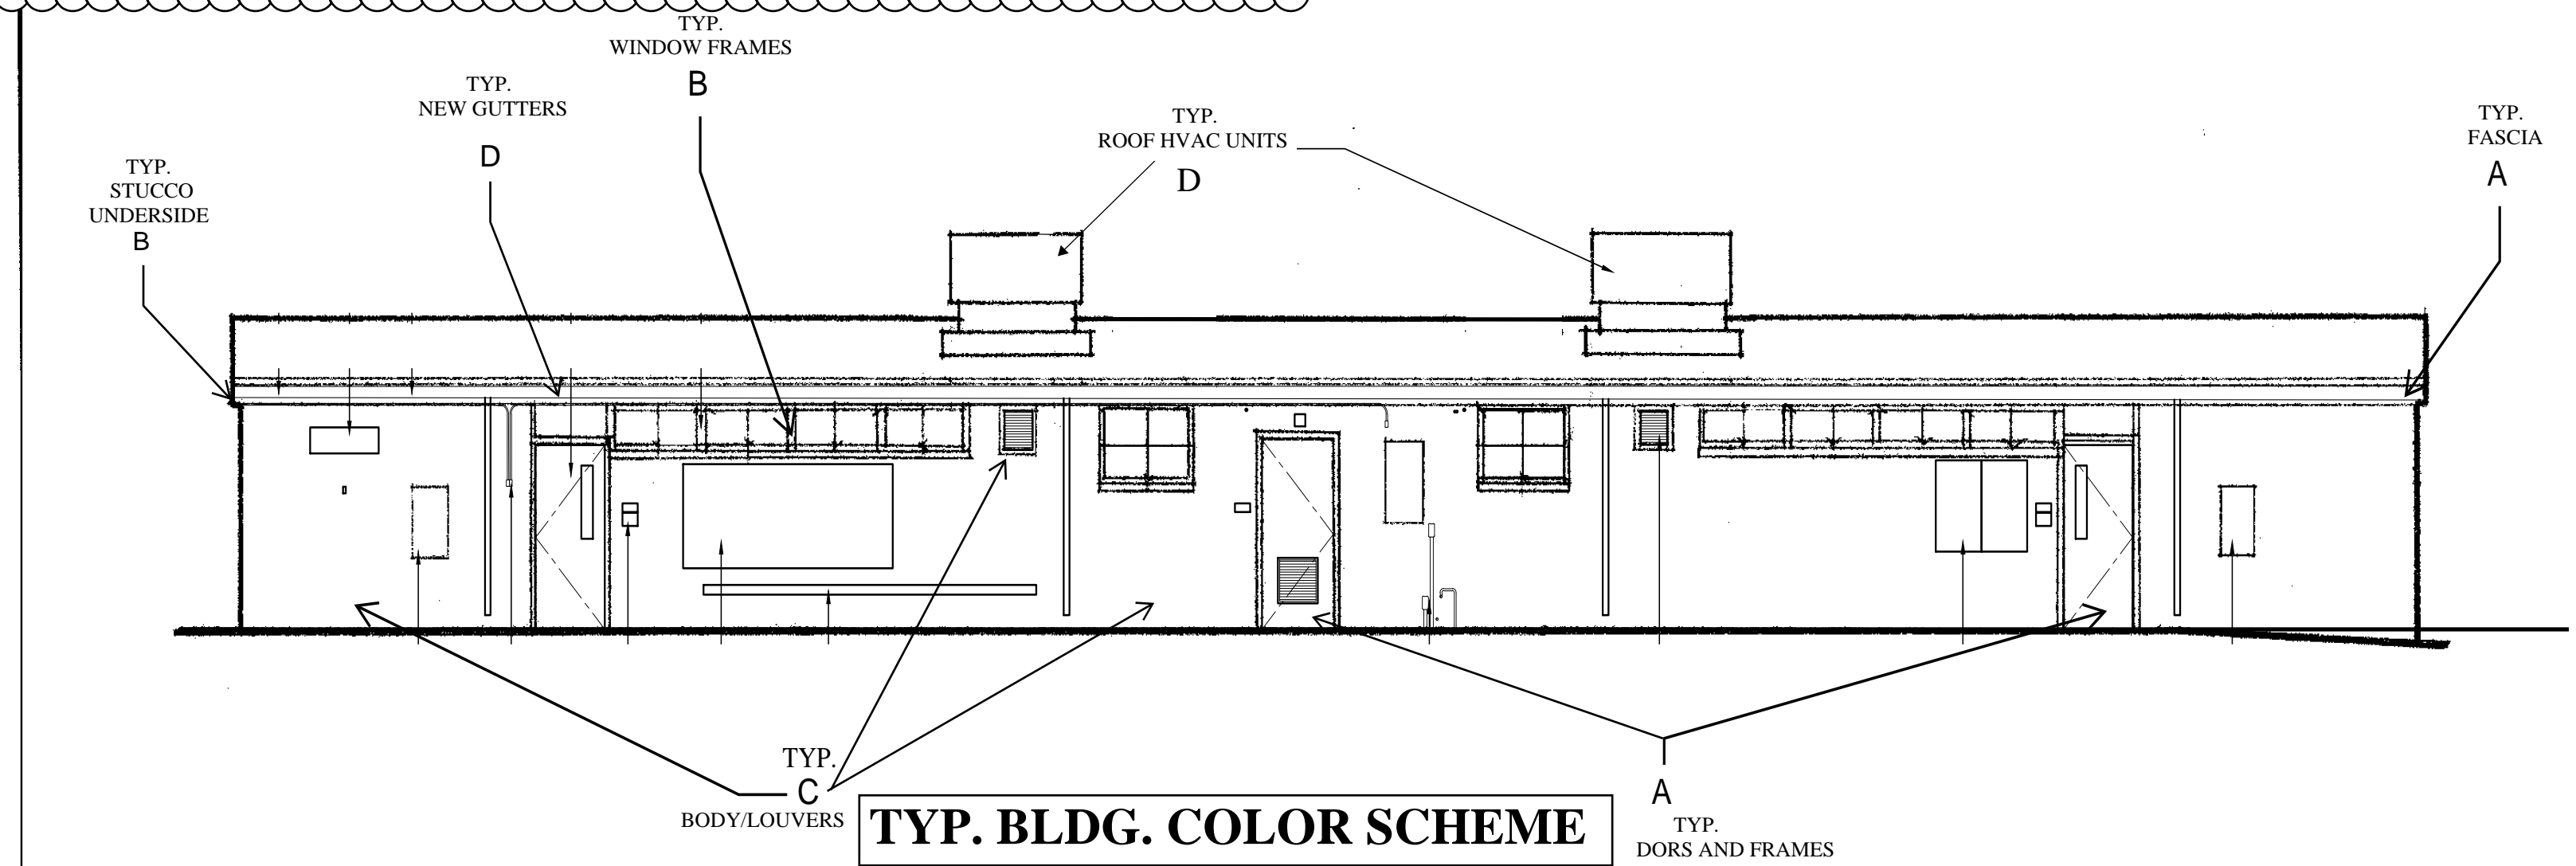 TYP.
WINDOW FRAMES
B
TYP.
NEW GUTTERS
D
TYP.
ROOF HVAC UNITS
D
TYP.
FASCIA
A
TYP.
STUCCO
UNDERSIDE
B
TYP.
C
BODY/LOUVERS
TYP. BLDG. COLOR SCHEME
A
TYP.
DORS AND FRAMES